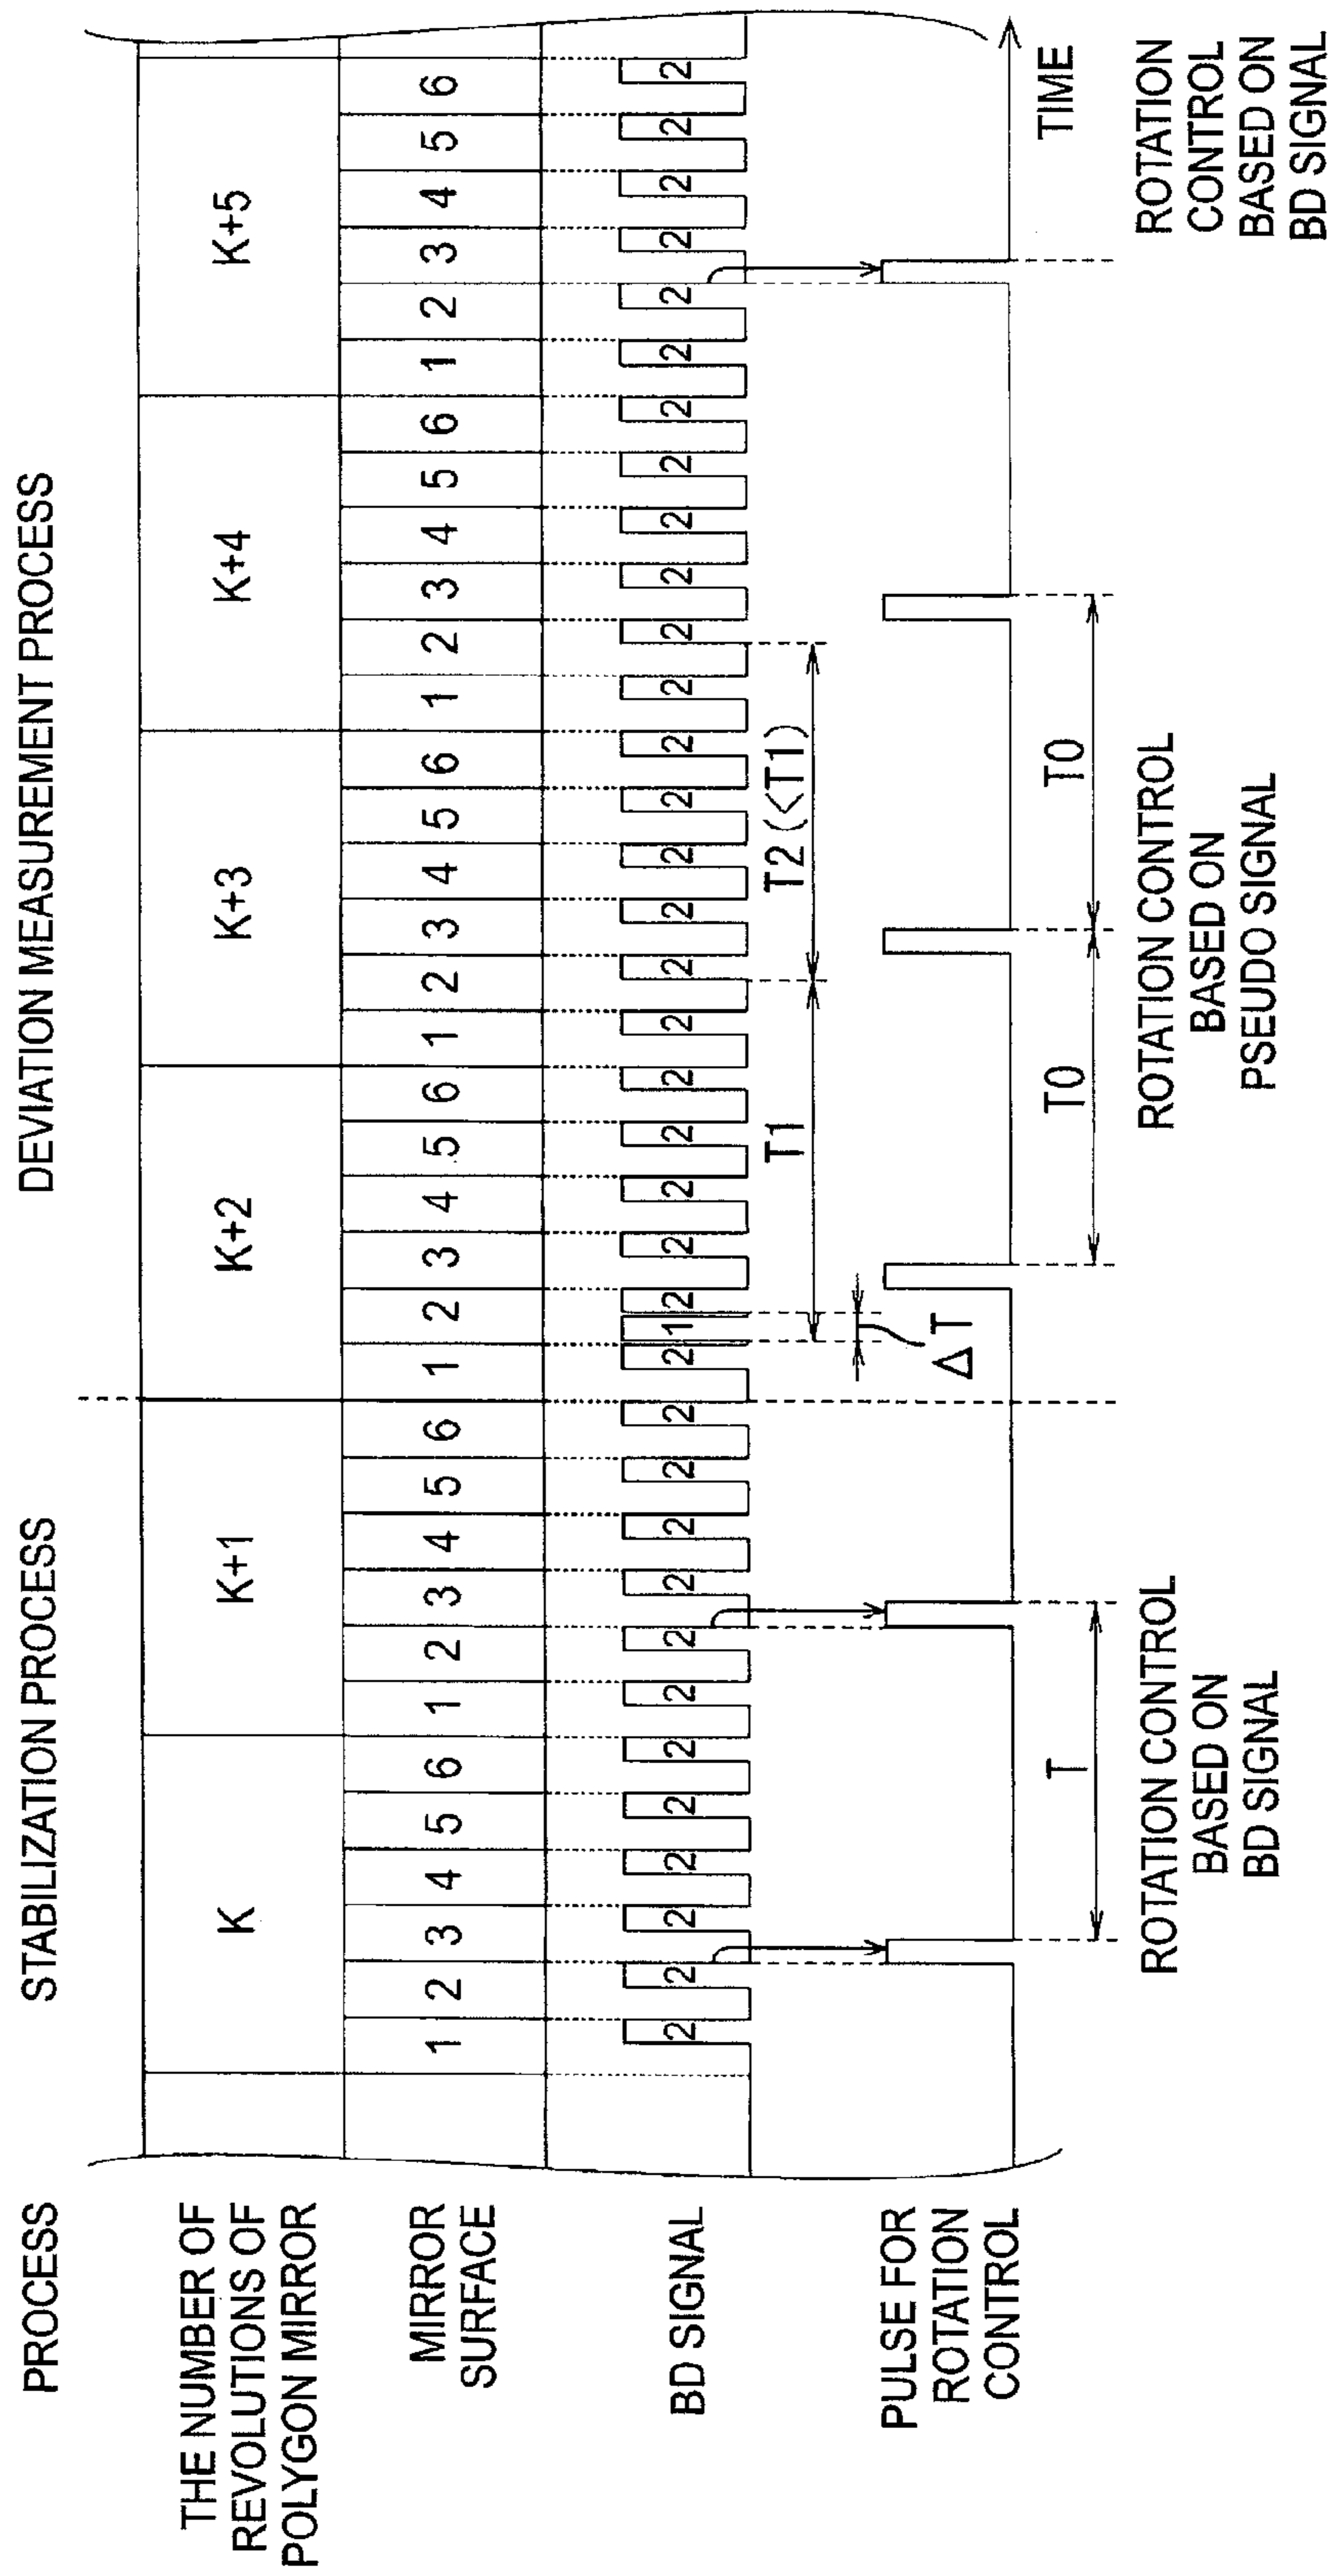 PROCESS
STABILIZATION PROCESS
DEVIATION MEASUREMENT PROCESS
THE NUMBER OF
REVOLUTIONS OF
POLYGON MIRROR
K K+1 K+2 K+3 K+4 K+5
MIRROR
SURFACE
1 2 3 4 5 6 1 2 3 4 5 6 1 2 3 4 5 6 1 2 3 4 5 6 1 2 3 4 5 6 1 2 3 4 5 6
BD SIGNAL
2 2 2 2 2 2 2 2 2 2 2 2 2 1 2 2 2 2 2 2 2 2 2 2 2 2 2 2 2 2 2 2 2 2 2 2 2
T1 T2(<T1)
ΔT
PULSE FOR
ROTATION
CONTROL
T T0 T0 TIME
ROTATION CONTROL
BASED ON
BD SIGNAL
ROTATION CONTROL
BASED ON
PSEUDO SIGNAL
ROTATION
CONTROL
BASED ON
BD SIGNAL